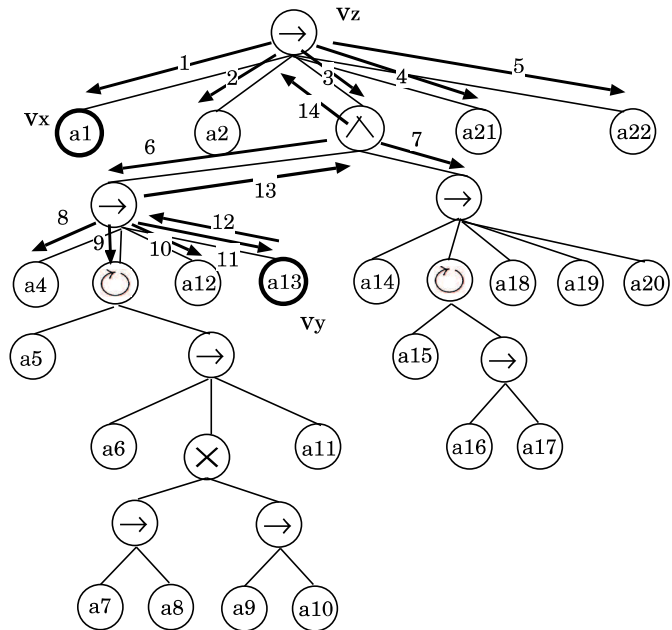 vz
→
1 2 3 4 5
vx a1 a2 14 ∧ a21 a22
6 7
13
8 → 12 →
9 10 11
a4 a12 a13 a14 a18 a19 a20
vy
a5 → a15 →
a6 a11 a16 a17
×
→ →
a7 a8 a9 a10